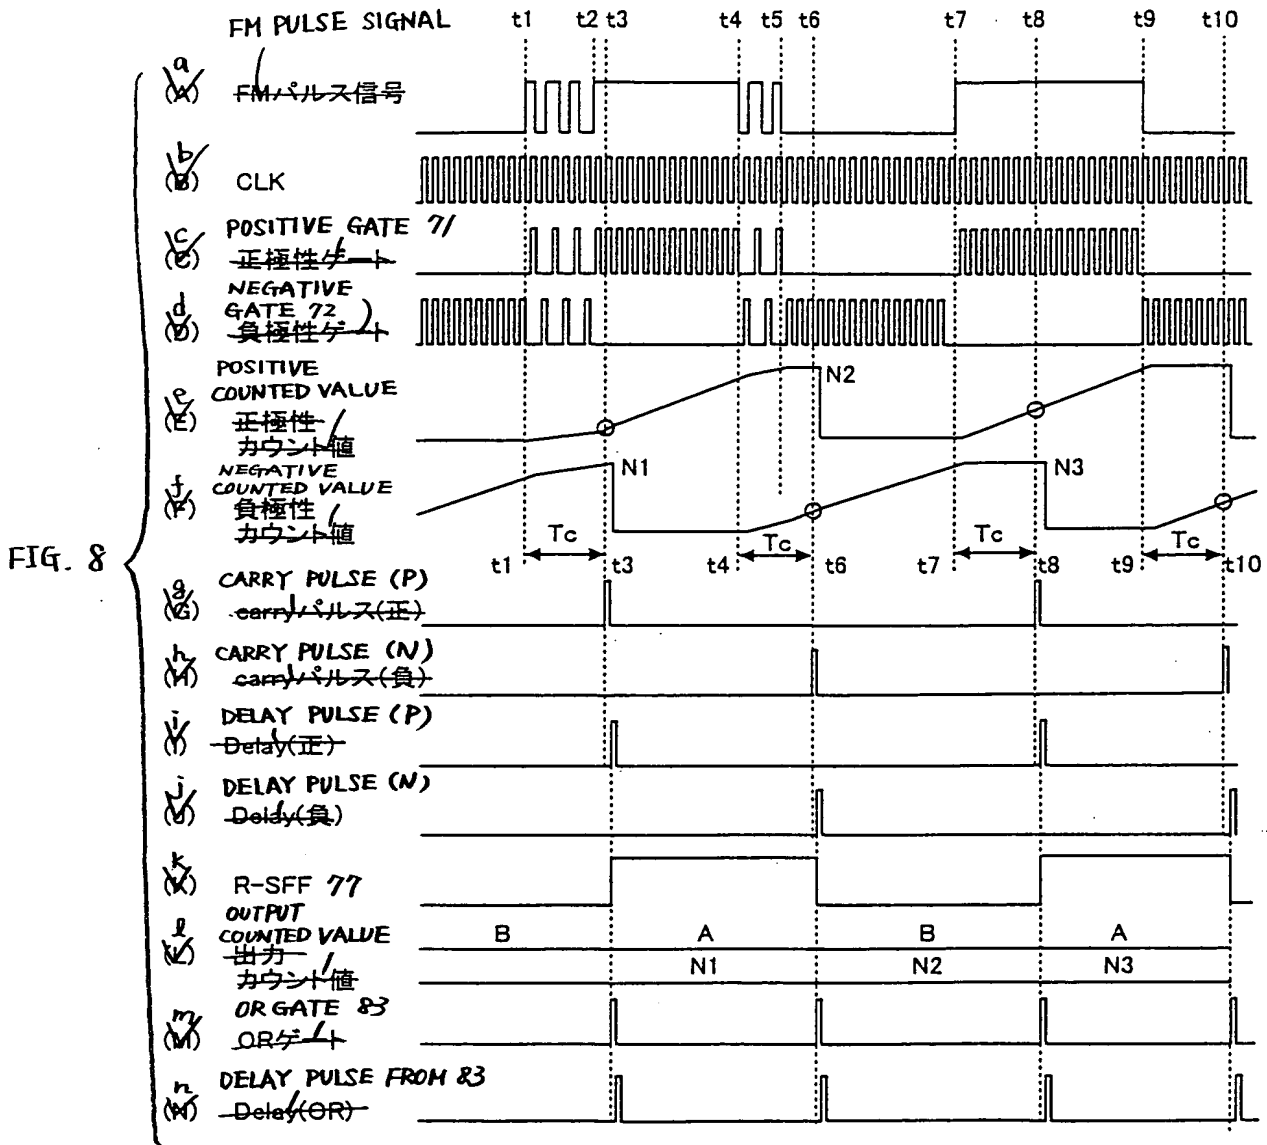 FM PULSE SIGNAL
t1 t2 t3 t4 t5 t6 t7 t8 t9 t10
a
(A) FMパルス信号
b
(B) CLK
c POSITIVE GATE 71
(C) 正極性ゲート
NEGATIVE
d GATE 72
(D) 負極性ゲート
POSITIVE
e COUNTED VALUE
(E) 正極性
カウント値
N2
NEGATIVE
f COUNTED VALUE
(F) 負極性
カウント値
N1 N3
Tc Tc Tc Tc
FIG. 8
t1 t3 t4 t6 t7 t8 t9 t10
g CARRY PULSE (P)
(G) carryパルス(正)
h CARRY PULSE (N)
(H) carryパルス(負)
i DELAY PULSE (P)
(I) Delay(正)
j DELAY PULSE (N)
(J) Delay(負)
k
(K) R-SFF 77
OUTPUT
l COUNTED VALUE
(L) 出力
カウント値
B A B A
N1 N2 N3
m OR GATE 83
(M) ORゲート
n DELAY PULSE FROM 83
(N) Delay(OR)